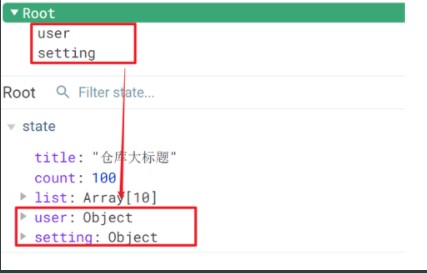 Root
user
setting
Root Filter state...
state
title: "仓库大标题"
count: 100
list: Array[10]
user: Object
setting: Object